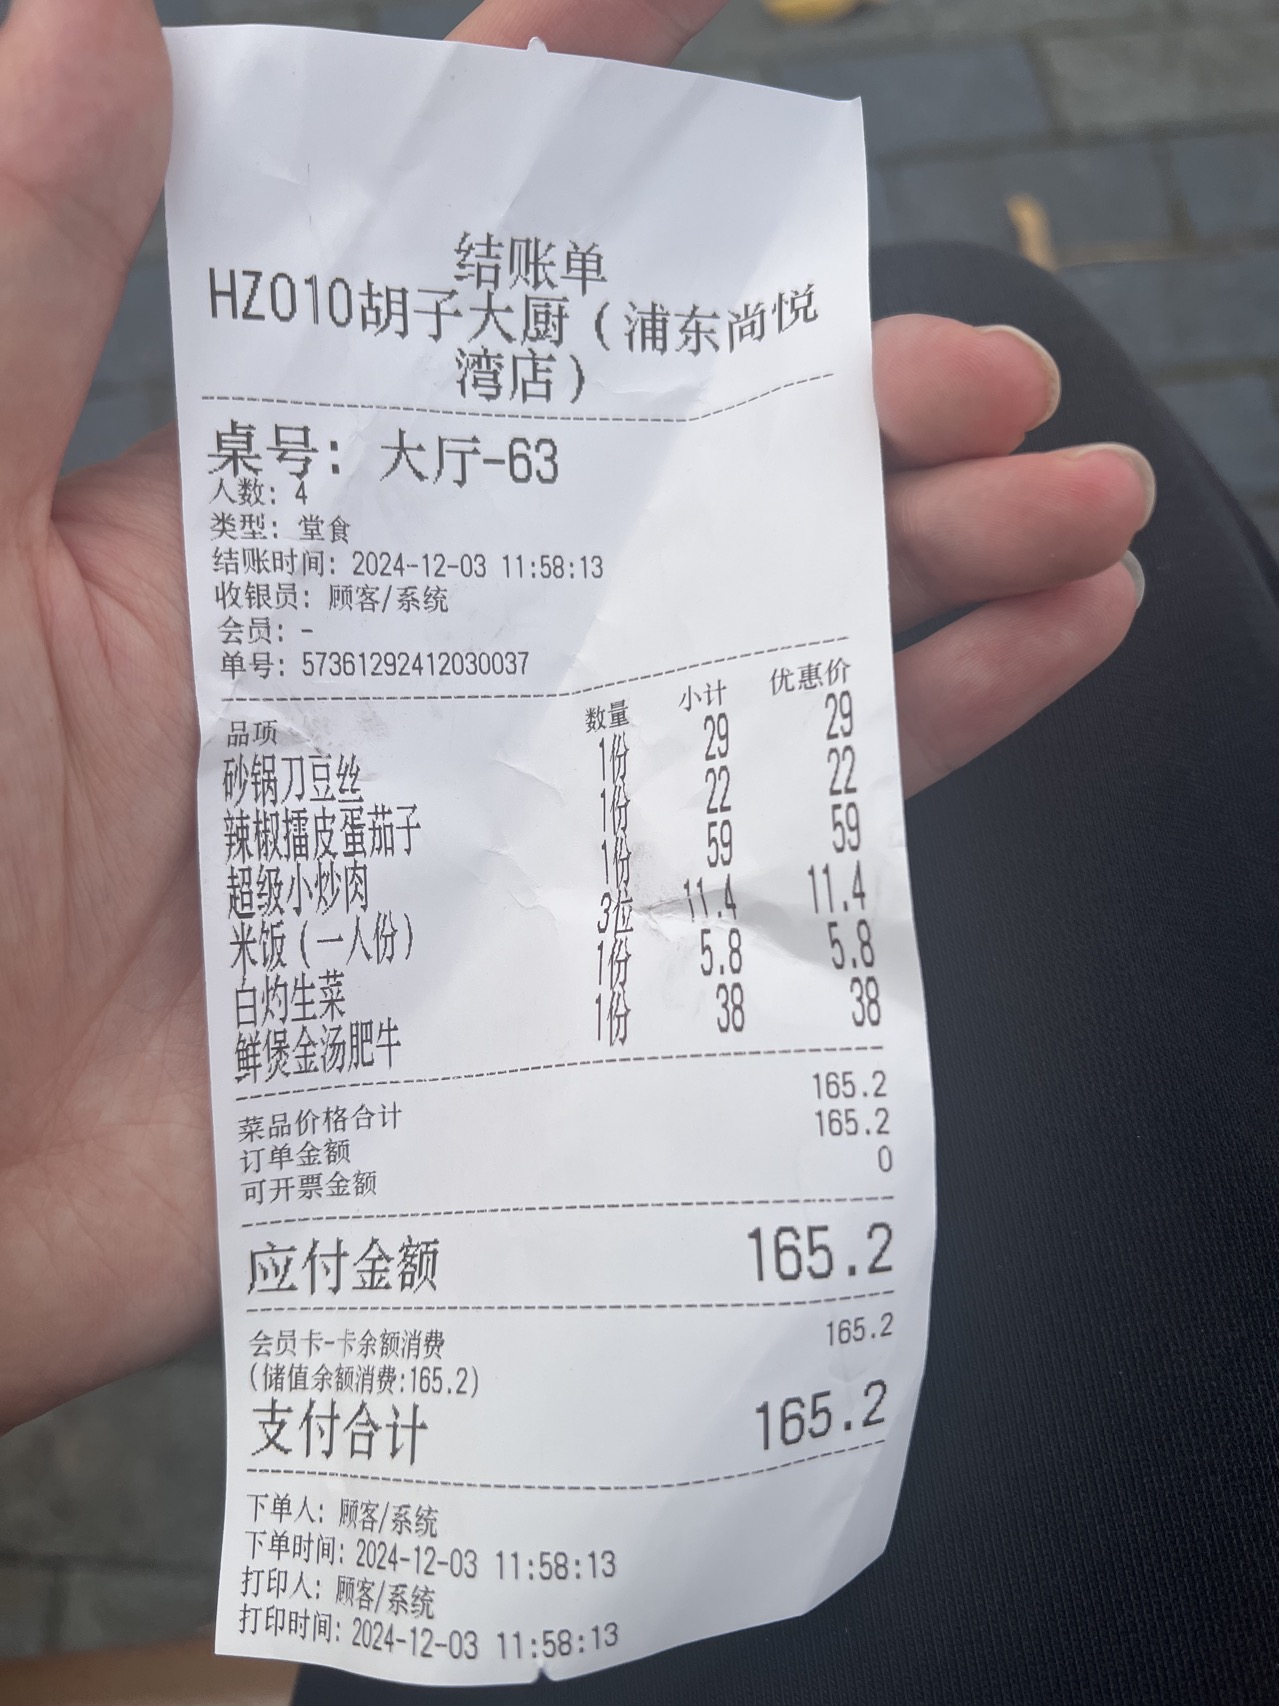 结账单
HZ010胡子大厨（浦东尚悦
湾店）
桌号：大厅-63
人数：4
类型：堂食
结账时间：2024-12-03 11:58:13
收银员：顾客/系统
会员：-
单号：57361292412030037
品项 数量 小计 优惠价
砂锅刀豆丝 1份 29 29
辣椒擂皮蛋茄子 1份 22 22
超级小炒肉 1份 59 59
米饭（一人份） 3位 11.4 11.4
白灼生菜 1份 5.8 5.8
鲜煲金汤肥牛 1份 38 38
菜品价格合计 165.2
订单金额 165.2
可开票金额 0
应付金额 165.2
会员卡-卡余额消费 165.2
(储值余额消费:165.2)
支付合计 165.2
下单人：顾客/系统
下单时间：2024-12-03 11:58:13
打印人：顾客/系统
打印时间：2024-12-03 11:58:13